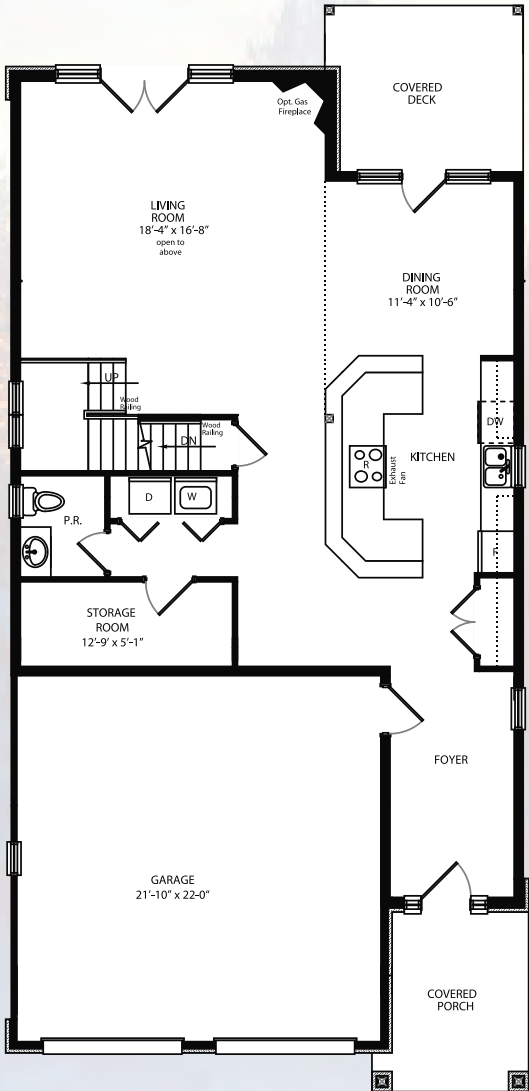 COVERED
DECK
Opt. Gas
Fireplace
LIVING
ROOM
18'-4" x 16'-8"
open to
above
DINING
ROOM
11'-4" x 10'-6"
UP
Wood
Railing
Wood
Railing
DN
DW
KITCHEN
R
Exhaust
Fan
D
W
P.R.
F
STORAGE
ROOM
12'-9' x 5'-1"
FOYER
GARAGE
21'-10" x 22-0"
COVERED
PORCH